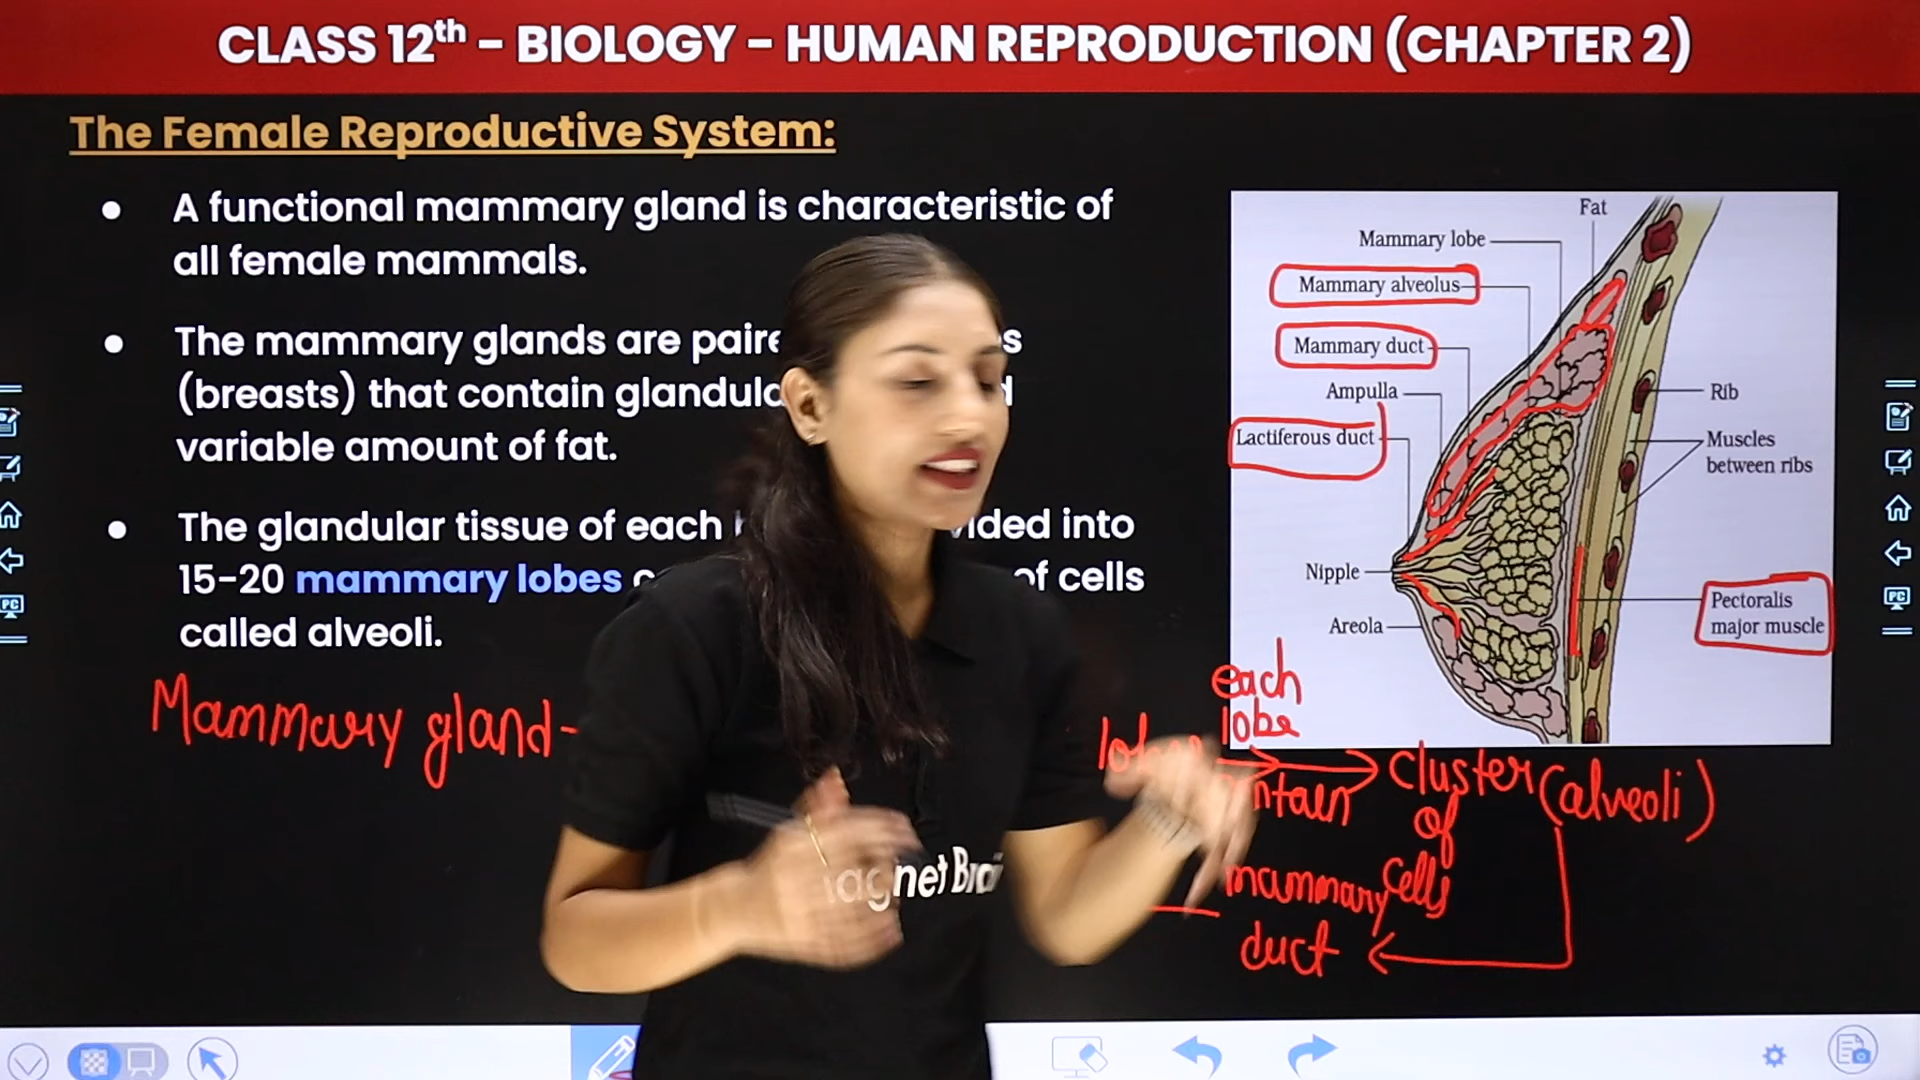 CLASS 12th – BIOLOGY – HUMAN REPRODUCTION (CHAPTER 2)
The Female Reproductive System:
• A functional mammary gland is characteristic of
all female mammals.
• The mammary glands are
(breasts) that contain
variable amount of fat.
• The glandular tissue of each into
15-20 mammary lobes of cells
called alveoli.
Fat
Mammary lobe
Mammary alveolus
Mammary duct
Ampulla
Lactiferous duct
Nipple
Areola
Rib
Muscles
between ribs
Pectoralis
major muscle
Mammary gland-
each
lobe
cluster (alveoli)
of
cells
mammary
duct
PC
PC